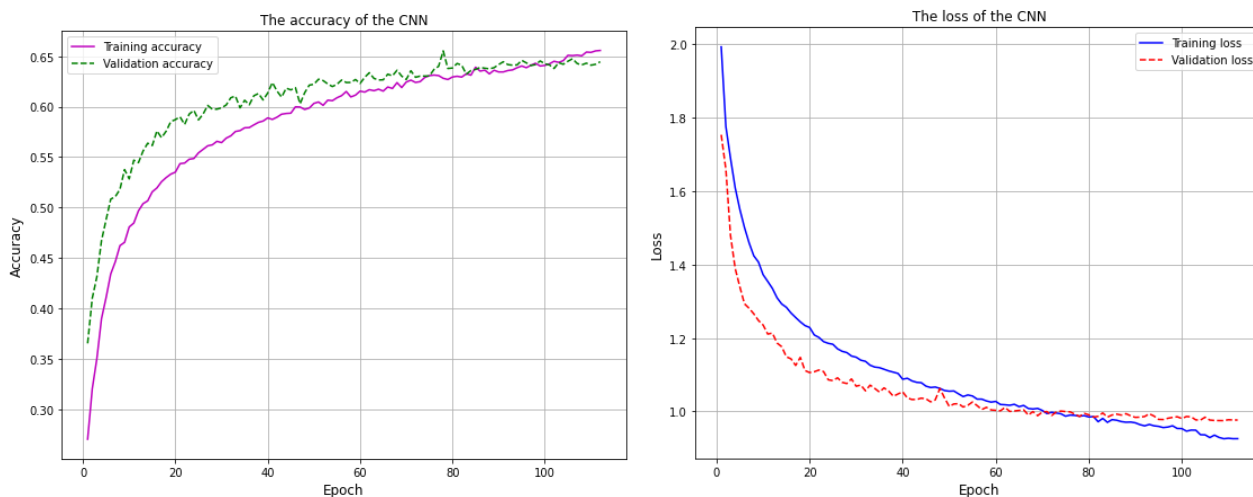 The accuracy of the CNN
Training accuracy
Validation accuracy
0.65
0.60
0.55
0.50
0.45
0.40
0.35
0.30
Accuracy
0
20
40
60
80
100
Epoch
The loss of the CNN
Training loss
Validation loss
2.0
1.8
1.6
1.4
1.2
1.0
Loss
0
20
40
60
80
100
Epoch